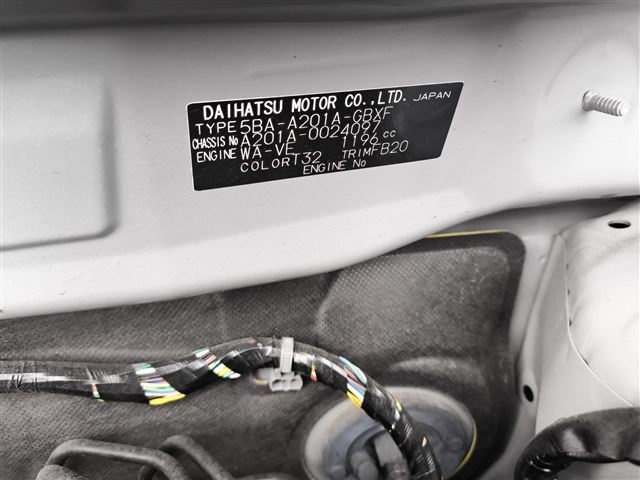 DAIHATSU MOTOR CO.,LTD. JAPAN
TYPE 5BA-A201A-GBXF
CHASSIS No A201A-0024097
ENGINE WA-VE 1196 cc
COLOR T32 TRIM FB20
ENGINE No